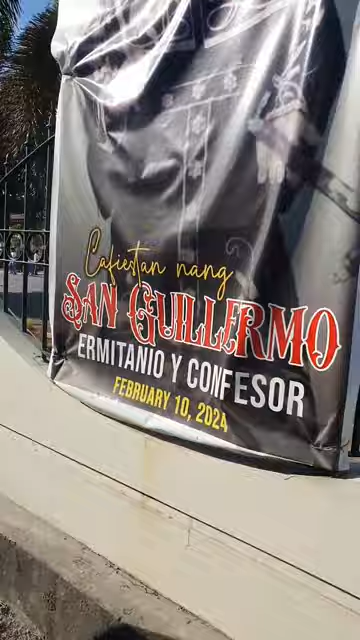 Cafiestan nang
SAN GUILLERMO
ERMITANIO Y CONFESOR
FEBRUARY 10, 2024